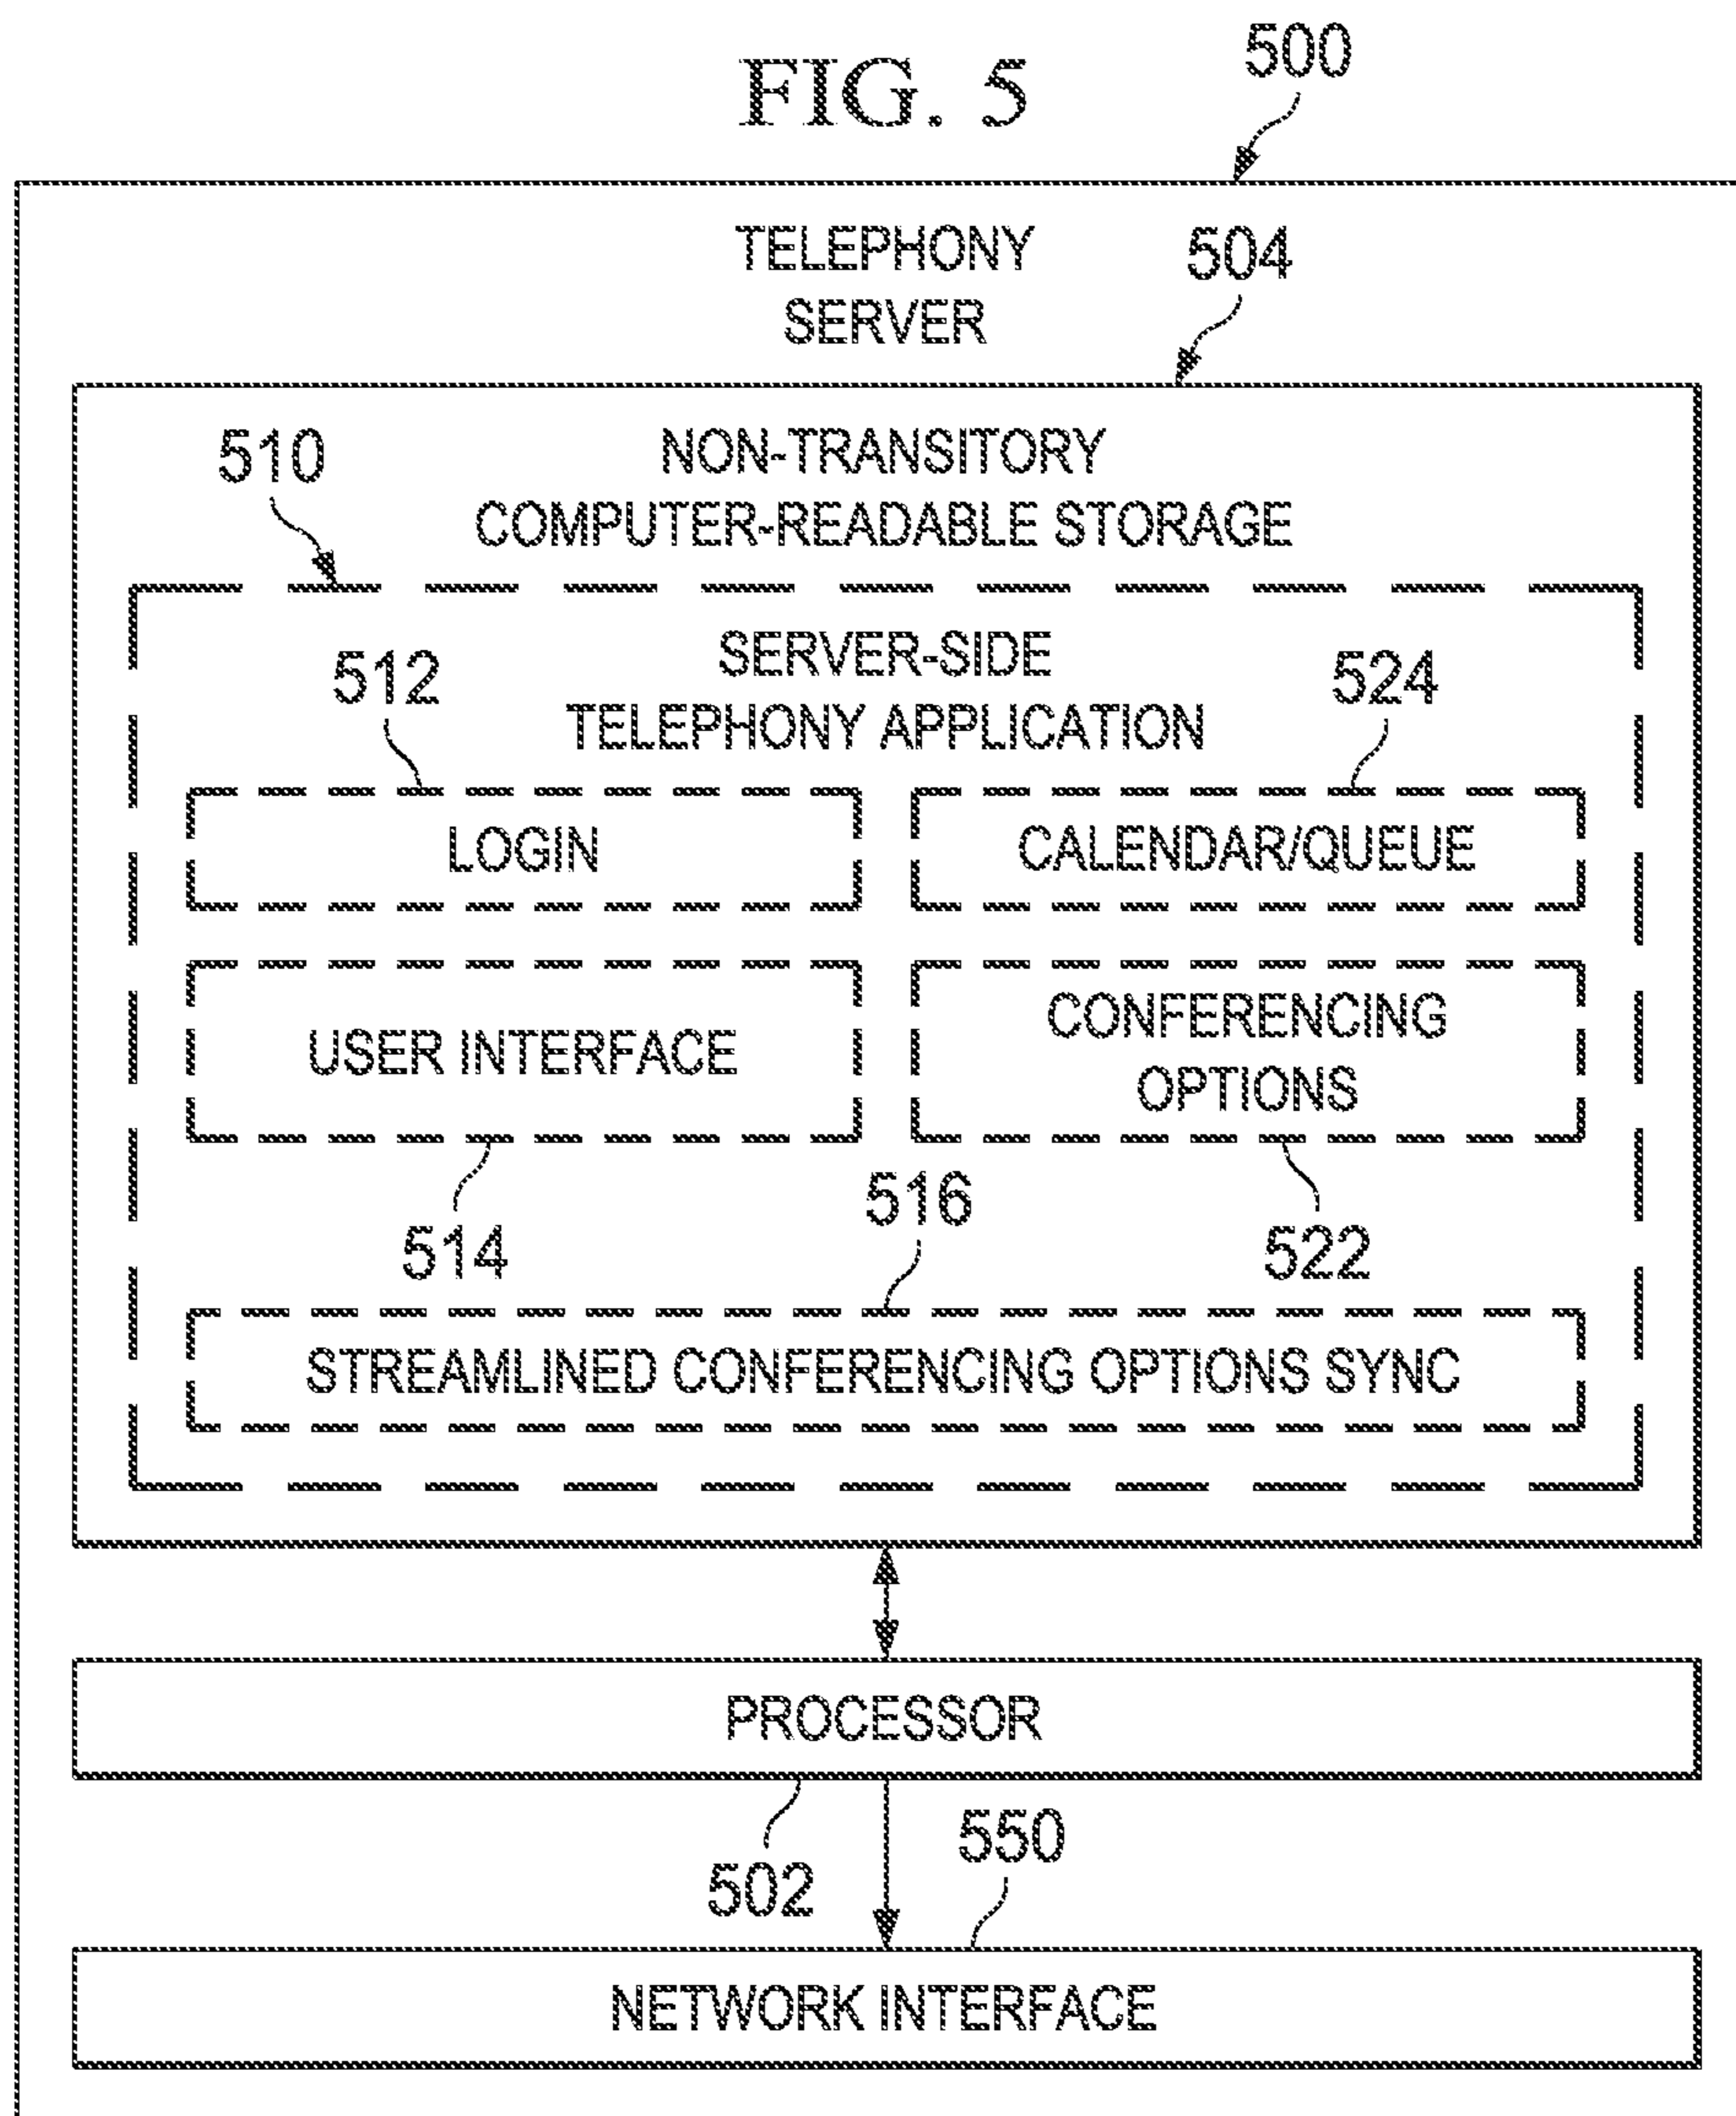 FIG. 5
500
TELEPHONY
SERVER
504
510
NON-TRANSITORY
COMPUTER-READABLE STORAGE
SERVER-SIDE
TELEPHONY APPLICATION
512
524
LOGIN
CALENDAR/QUEUE
USER INTERFACE
CONFERENCING
OPTIONS
514
516
522
STREAMLINED CONFERENCING OPTIONS SYNC
PROCESSOR
502
550
NETWORK INTERFACE